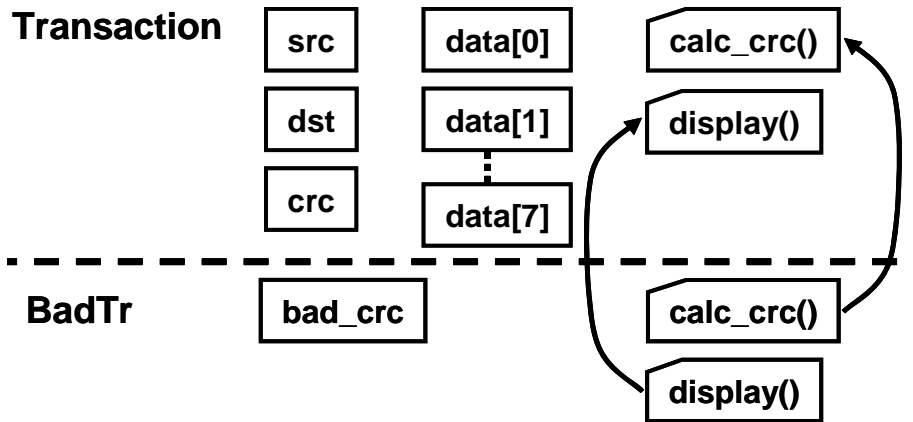 Transaction
src
data[0]
calc_crc()
dst
data[1]
display()
crc
data[7]
BadTr
bad_crc
calc_crc()
display()